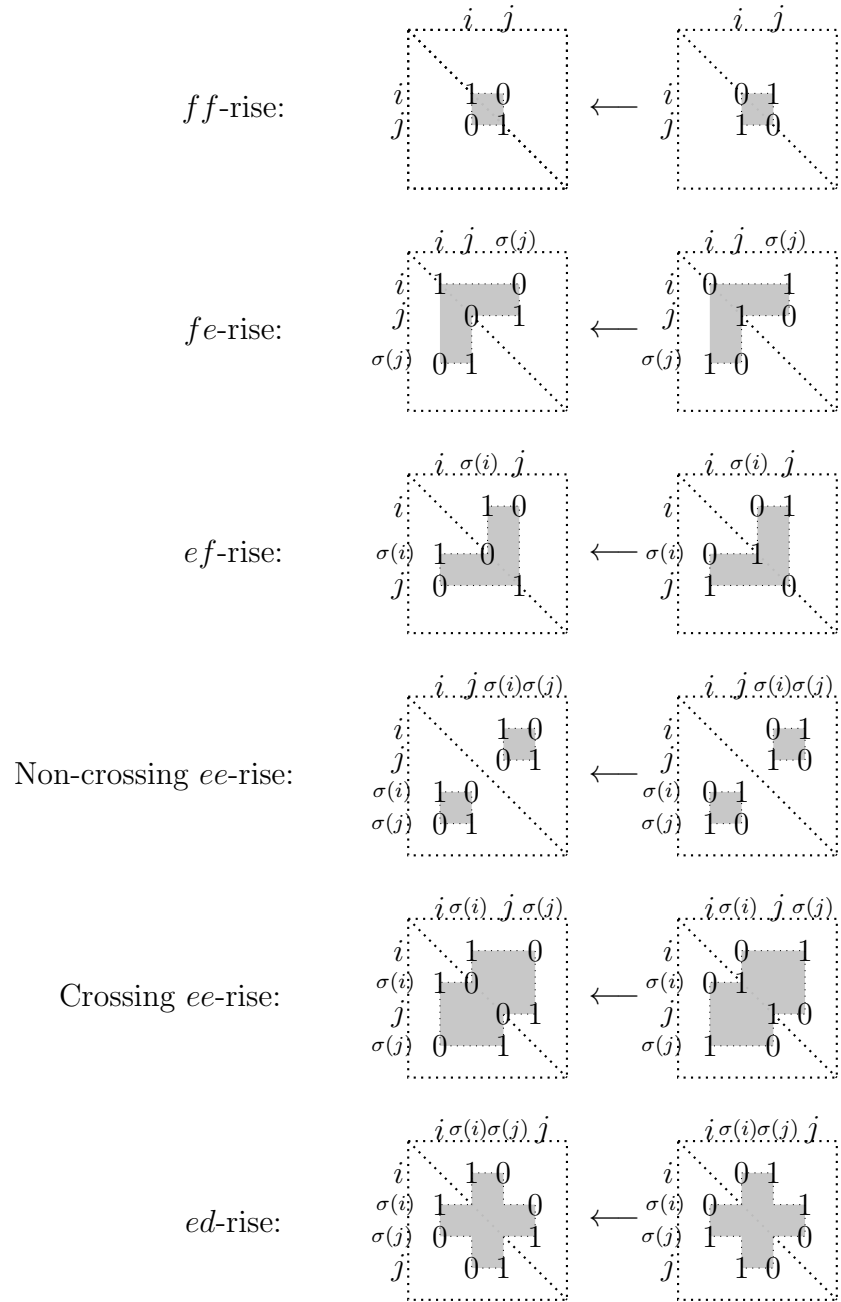 i j i j
ff-rise: i 1 0 ← i 0 1
j 0 1 j 1 0
i j σ(j) i j σ(j)
i 1 0 i 0 1
fe-rise: j 0 1 ← j 1 0
σ(j) 0 1 σ(j) 1 0
i σ(i) j i σ(i) j
i 1 0 i 0 1
ef-rise: σ(i) 1 0 ← σ(i) 0 1
j 0 1 j 1 0
i j σ(i)σ(j) i j σ(i)σ(j)
i 1 0 i 0 1
j 0 1 j 1 0
Non-crossing ee-rise: ←
σ(i) 1 0 σ(i) 0 1
σ(j) 0 1 σ(j) 1 0
i σ(i) j σ(j) i σ(i) j σ(j)
i 1 0 i 0 1
σ(i) 1 0 σ(i) 0 1
Crossing ee-rise: ←
j 0 1 j 1 0
σ(j) 0 1 σ(j) 1 0
i σ(i)σ(j) j i σ(i)σ(j) j
i 1 0 i 0 1
σ(i) 1 0 σ(i) 0 1
ed-rise: ←
σ(j) 0 1 σ(j) 1 0
j 0 1 j 1 0